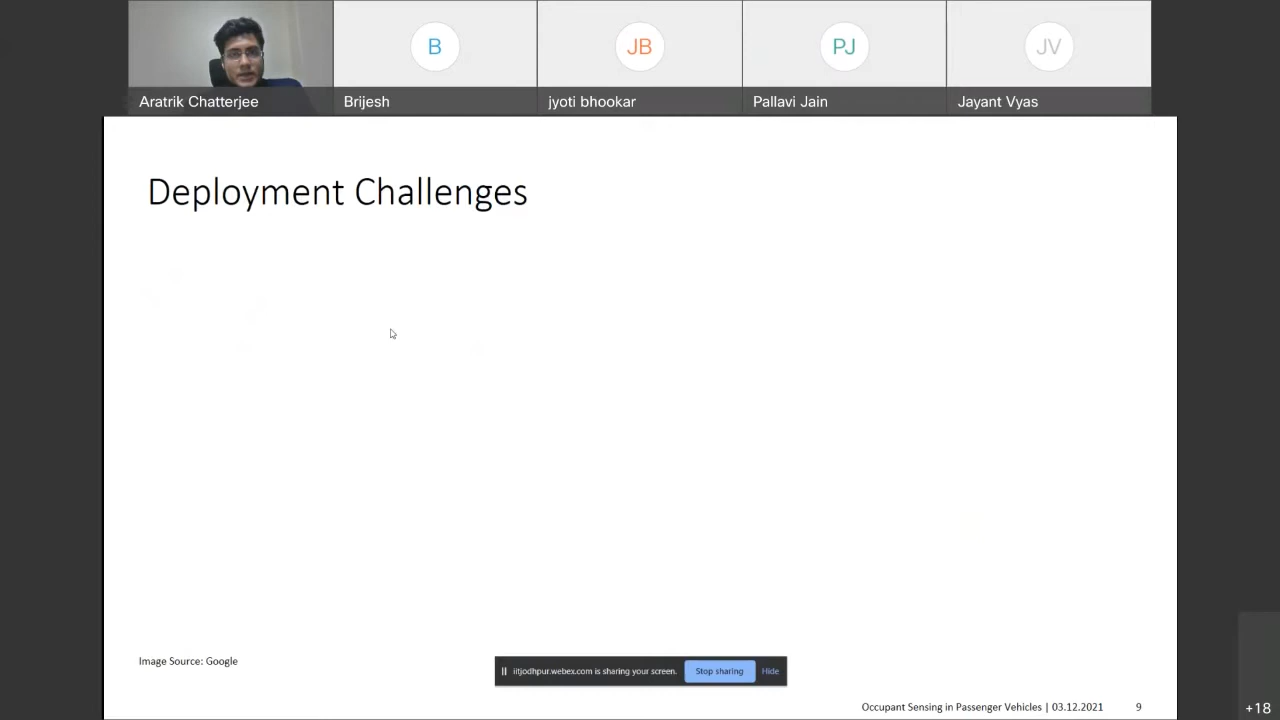 B
JB
PJ
JV
Aratrik Chatterjee
Brijesh
jyoti bhookar
Pallavi Jain
Jayant Vyas
Deployment Challenges
Image Source: Google
iitjodhpur.webex.com is sharing your screen.
Stop sharing
Hide
Occupant Sensing in Passenger Vehicles | 03.12.2021
9
+18